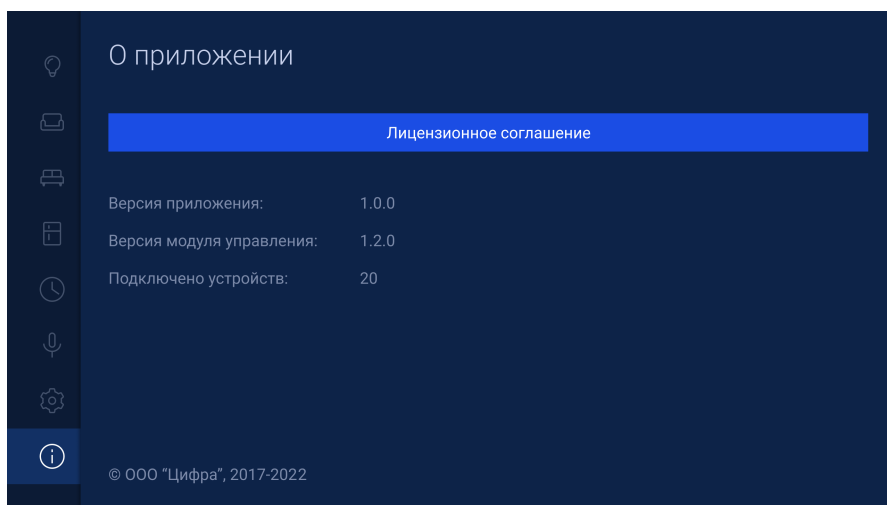 О приложении
Лицензионное соглашение
Версия приложения: 1.0.0
Версия модуля управления: 1.2.0
Подключено устройств: 20
© ООО “Цифра”, 2017-2022